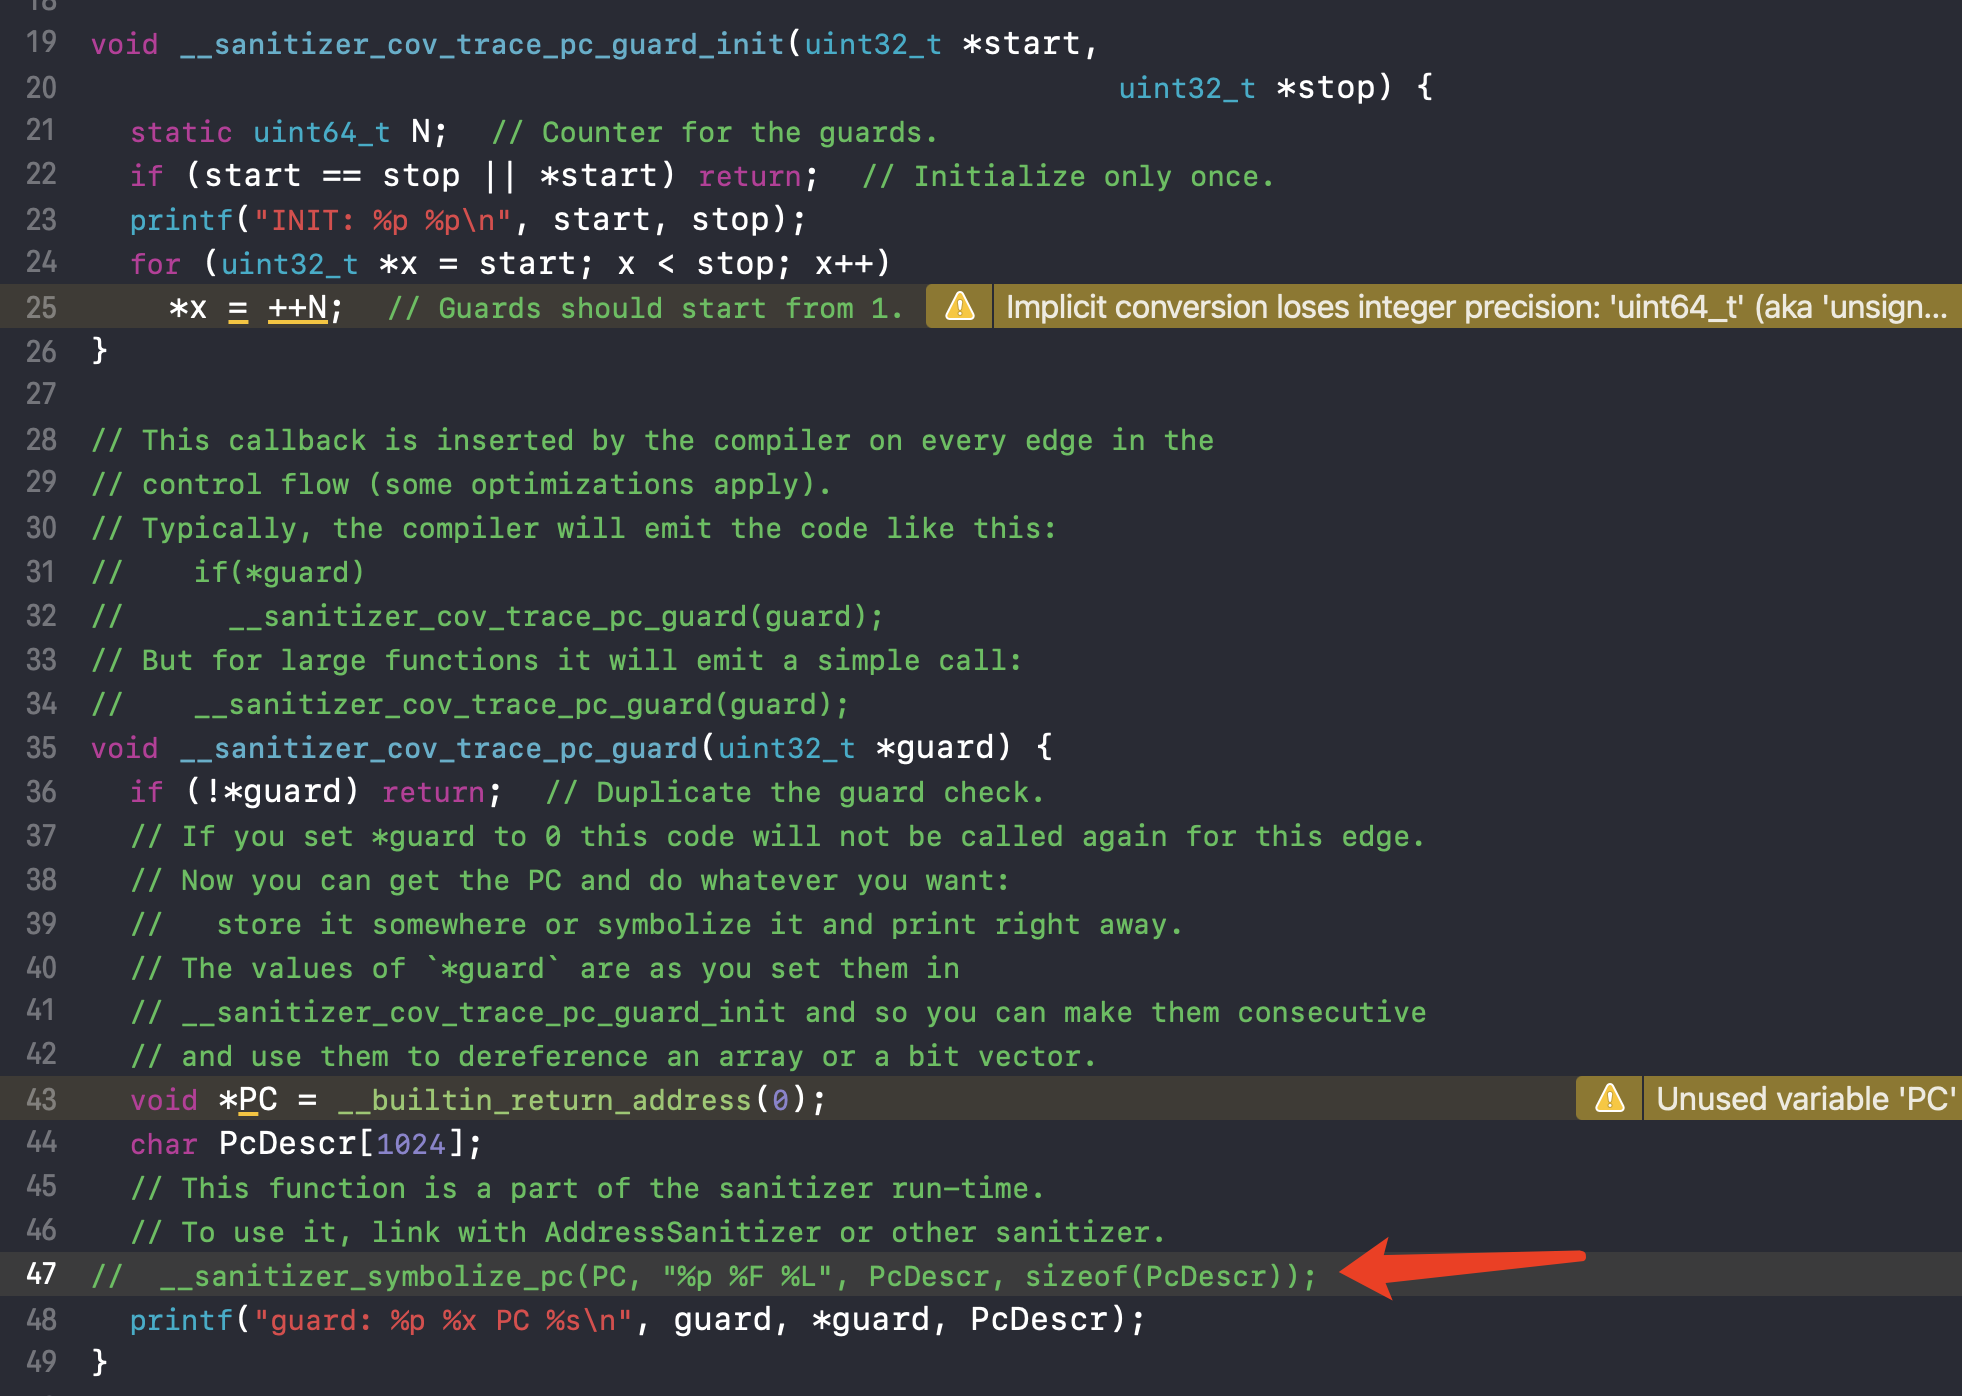 18
19 void __sanitizer_cov_trace_pc_guard_init(uint32_t *start,
20 uint32_t *stop) {
21 static uint64_t N; // Counter for the guards.
22 if (start == stop || *start) return; // Initialize only once.
23 printf("INIT: %p %p\n", start, stop);
24 for (uint32_t *x = start; x < stop; x++)
25 *x = ++N; // Guards should start from 1. Implicit conversion loses integer precision: 'uint64_t' (aka 'unsign...
26 }
27
28 // This callback is inserted by the compiler on every edge in the
29 // control flow (some optimizations apply).
30 // Typically, the compiler will emit the code like this:
31 // if(*guard)
32 // __sanitizer_cov_trace_pc_guard(guard);
33 // But for large functions it will emit a simple call:
34 // __sanitizer_cov_trace_pc_guard(guard);
35 void __sanitizer_cov_trace_pc_guard(uint32_t *guard) {
36 if (!*guard) return; // Duplicate the guard check.
37 // If you set *guard to 0 this code will not be called again for this edge.
38 // Now you can get the PC and do whatever you want:
39 // store it somewhere or symbolize it and print right away.
40 // The values of `*guard` are as you set them in
41 // __sanitizer_cov_trace_pc_guard_init and so you can make them consecutive
42 // and use them to dereference an array or a bit vector.
43 void *PC = __builtin_return_address(0); Unused variable 'PC'
44 char PcDescr[1024];
45 // This function is a part of the sanitizer run-time.
46 // To use it, link with AddressSanitizer or other sanitizer.
47 // __sanitizer_symbolize_pc(PC, "%p %F %L", PcDescr, sizeof(PcDescr));
48 printf("guard: %p %x PC %s\n", guard, *guard, PcDescr);
49 }